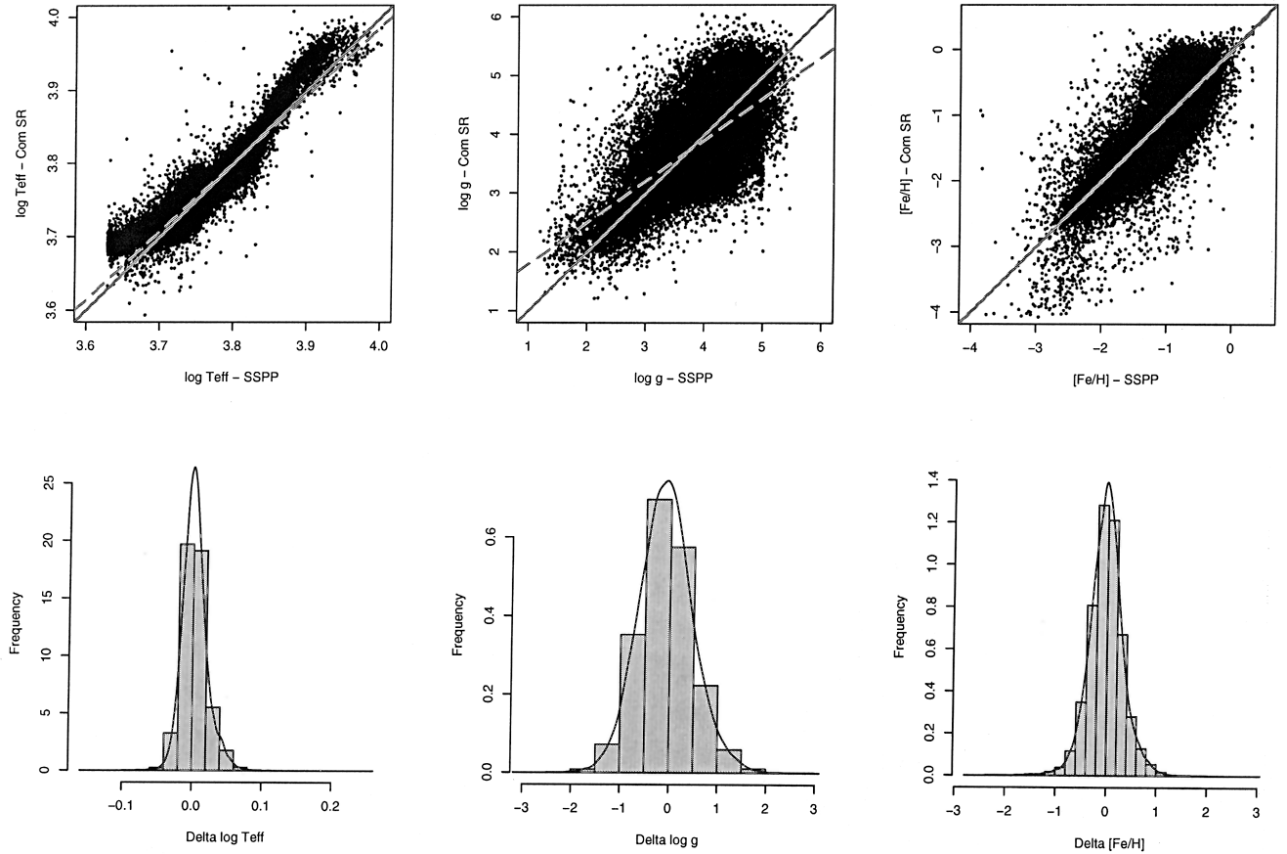 log Teff − Com SR
4.0
3.9
3.8
3.7
3.6
3.6 3.7 3.8 3.9 4.0
log Teff − SSPP
log g − Com SR
6
5
4
3
2
1
1 2 3 4 5 6
log g − SSPP
[Fe/H] − Com SR
0
−1
−2
−3
−4
−4 −3 −2 −1 0
[Fe/H] − SSPP
Frequency
25
20
15
10
5
0
−0.1 0.0 0.1 0.2
Delta log Teff
Frequency
0.6
0.4
0.2
0.0
−3 −2 −1 0 1 2 3
Delta log g
Frequency
1.4
1.2
1.0
0.8
0.6
0.4
0.2
0.0
−3 −2 −1 0 1 2 3
Delta [Fe/H]